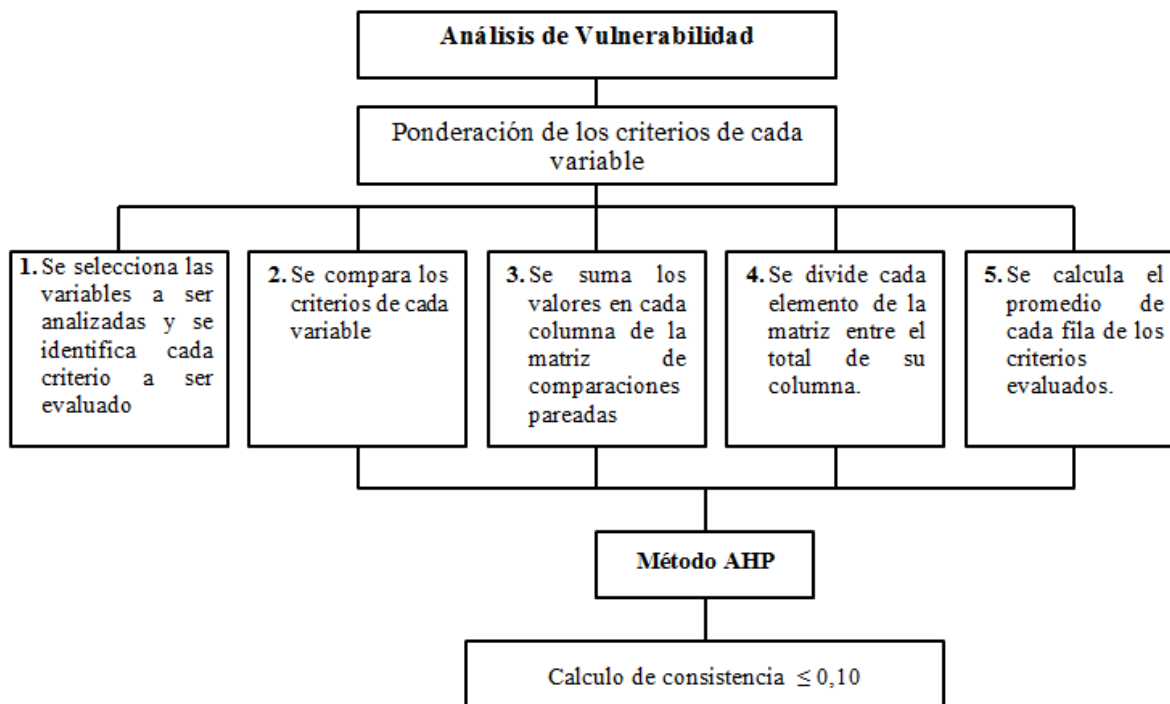 Análisis de Vulnerabilidad
Ponderación de los criterios de cada
variable
1. Se selecciona las
variables a ser
analizadas y se
identifica cada
criterio a ser
evaluado
2. Se compara los
criterios de cada
variable
3. Se suma los
valores en cada
columna de la
matriz de
comparaciones
pareadas
4. Se divide cada
elemento de la
matriz entre el
total de su
columna.
5. Se calcula el
promedio de
cada fila de los
criterios
evaluados.
Método AHP
Calculo de consistencia ≤ 0,10